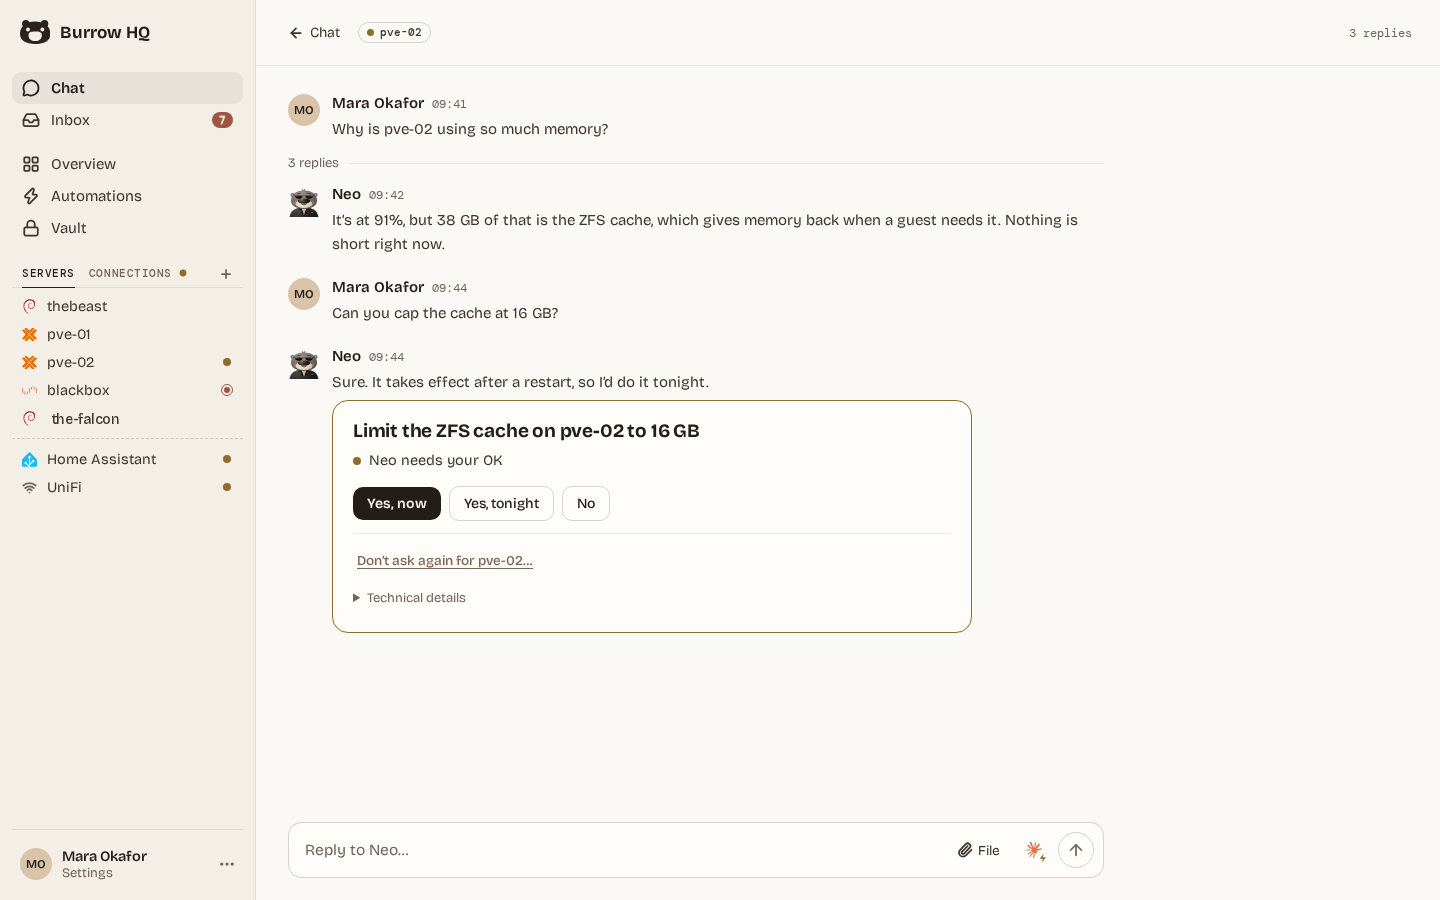 Burrow HQ
Chat
Inbox
7
Overview
Automations
Vault
SERVERS
CONNECTIONS
thebeast
pve-01
pve-02
blackbox
the-falcon
Home Assistant
UniFi
MO
Mara Okafor
Settings
Chat
pve-02
3 replies
MO
Mara Okafor 09:41
Why is pve-02 using so much memory?
3 replies
Neo 09:42
It's at 91%, but 38 GB of that is the ZFS cache, which gives memory back when a guest needs it. Nothing is
short right now.
MO
Mara Okafor 09:44
Can you cap the cache at 16 GB?
Neo 09:44
Sure. It takes effect after a restart, so I'd do it tonight.
Limit the ZFS cache on pve-02 to 16 GB
Neo needs your OK
Yes, now
Yes, tonight
No
Don't ask again for pve-02...
Technical details
Reply to Neo...
File